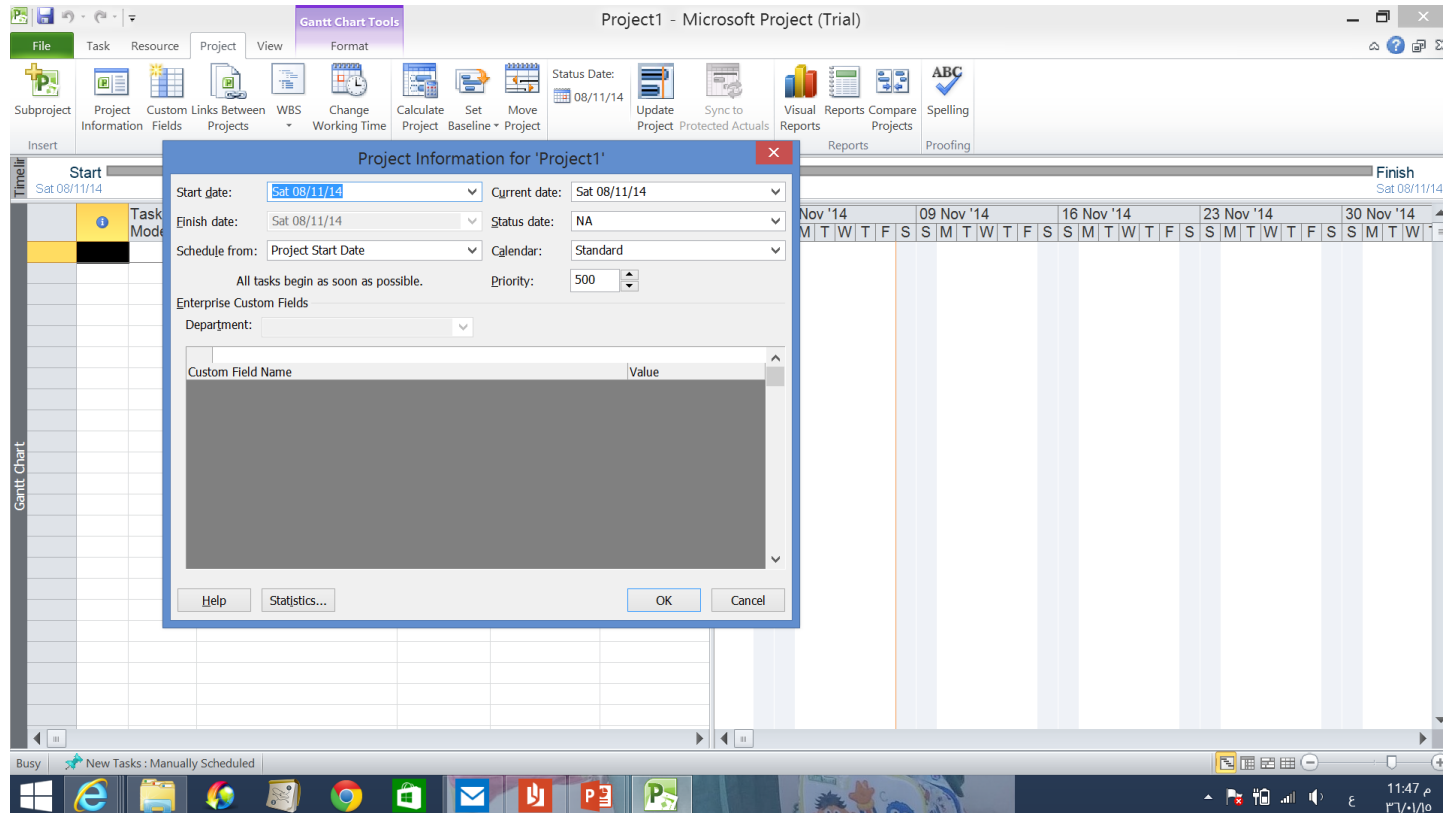 Gantt Chart Tools
Project1 - Microsoft Project (Trial)
File Task Resource Project View Format
Subproject
Project Information
Custom Fields
Links Between Projects
WBS
Change Working Time
Calculate Project
Set Baseline
Move Project
Status Date:
08/11/14
Update Project
Sync to Protected Actuals
Visual Reports
Reports
Compare Projects
ABC
Spelling
Insert
Reports
Proofing
Start
Sat 08/11/14
Finish
Sat 08/11/14
Project Information for 'Project1'
Start date: Sat 08/11/14 Current date: Sat 08/11/14
Finish date: Sat 08/11/14 Status date: NA
Schedule from: Project Start Date Calendar: Standard
All tasks begin as soon as possible. Priority: 500
Enterprise Custom Fields
Department:
Custom Field Name Value
Help Statistics... OK Cancel
Task
Mode
Nov '14 09 Nov '14 16 Nov '14 23 Nov '14 30 Nov '14
M T W T F S S M T W T F S S M T W T F S S M T W T F S S M T W
Gantt Chart
Busy New Tasks : Manually Scheduled
ع
11:47 م
٣٦/٠١/١٥